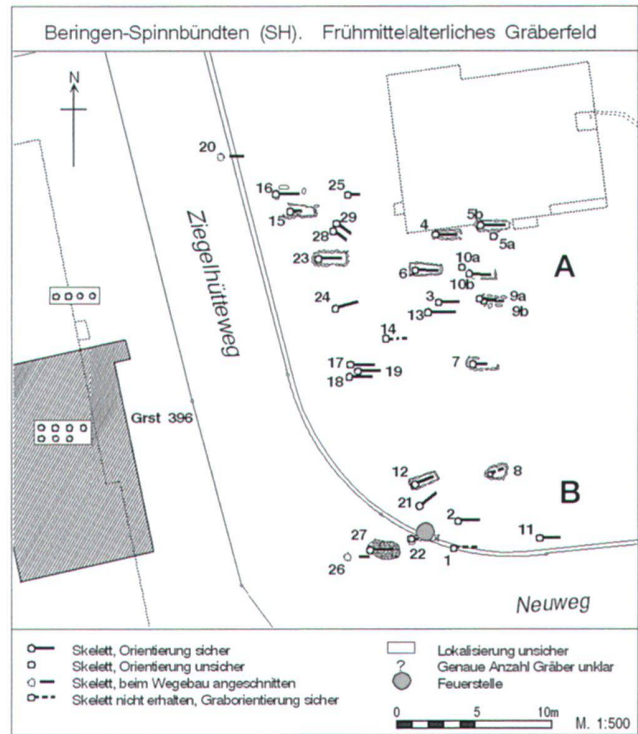 Beringen-Spinnbündten (SH). Frühmittelalterliches Gräberfeld
N
20
16
25
15
29
28
5b
4
5a
23
10a
A
6
10b
24
3
9a
13
9b
14
Ziegelhütteweg
17
19
7
18
Grst 396
12
8
21
B
2
11
27
22
1
26
Neuweg
Skelett, Orientierung sicher
Skelett, Orientierung unsicher
Skelett, beim Wegebau angeschnitten
Skelett nicht erhalten, Graborientierung sicher
Lokalisierung unsicher
? Genaue Anzahl Gräber unklar
Feuerstelle
0 5 10m M. 1:500